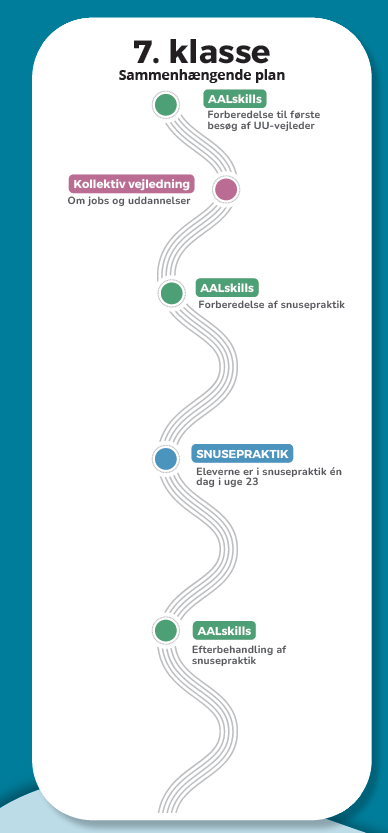 7. klasse
Sammenhængende plan
AALskills
Forberedelse til første
besøg af UU-vejleder
Kollektiv vejledning
Om jobs og uddannelser
AALskills
Forberedelse af snusepraktik
SNUSEPRAKTIK
Eleverne er i snusepraktik én
dag i uge 23
AALskills
Efterbehandling af
snusepraktik